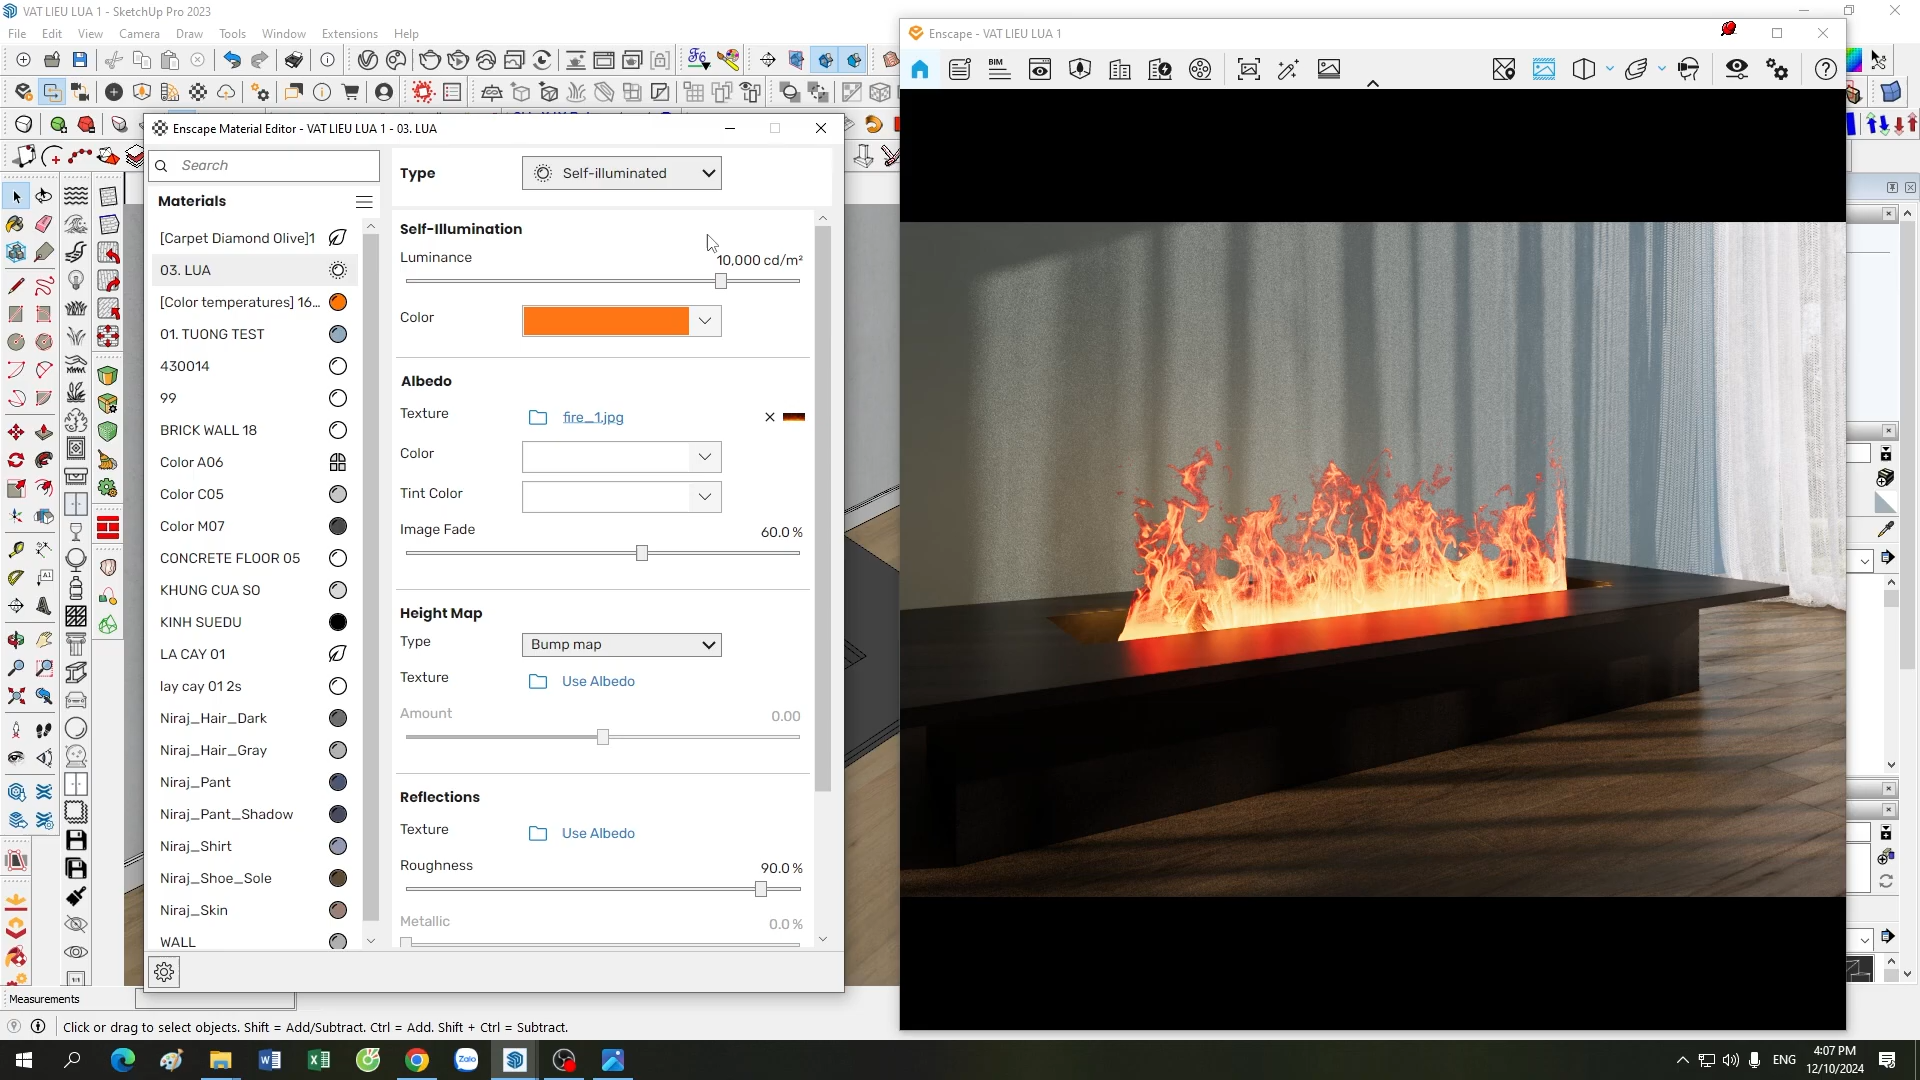 VAT LIEU LUA 1 - SketchUp Pro 2023
File Edit View Camera Draw Tools Window Extensions Help
Enscape - VAT LIEU LUA 1
BIM
Enscape Material Editor - VAT LIEU LUA 1 - 03. LUA
Search
Materials
[Carpet Diamond Olive]1
03. LUA
[Color temperatures] 16...
01. TUONG TEST
430014
99
BRICK WALL 18
Color A06
Color C05
Color M07
CONCRETE FLOOR 05
KHUNG CUA SO
KINH SUEDU
LA CAY 01
lay cay 01 2s
Niraj_Hair_Dark
Niraj_Hair_Gray
Niraj_Pant
Niraj_Pant_Shadow
Niraj_Shirt
Niraj_Shoe_Sole
Niraj_Skin
WALL
Type Self-illuminated
Self-Illumination
Luminance 10,000 cd/m²
Color
Albedo
Texture fire_1.jpg
Color
Tint Color
Image Fade 60.0 %
Height Map
Type Bump map
Texture Use Albedo
Amount 0.00
Reflections
Texture Use Albedo
Roughness 90.0 %
Metallic 0.0 %
Measurements
Click or drag to select objects. Shift = Add/Subtract. Ctrl = Add. Shift + Ctrl = Subtract.
Zalo
ENG
4:07 PM
12/10/2024